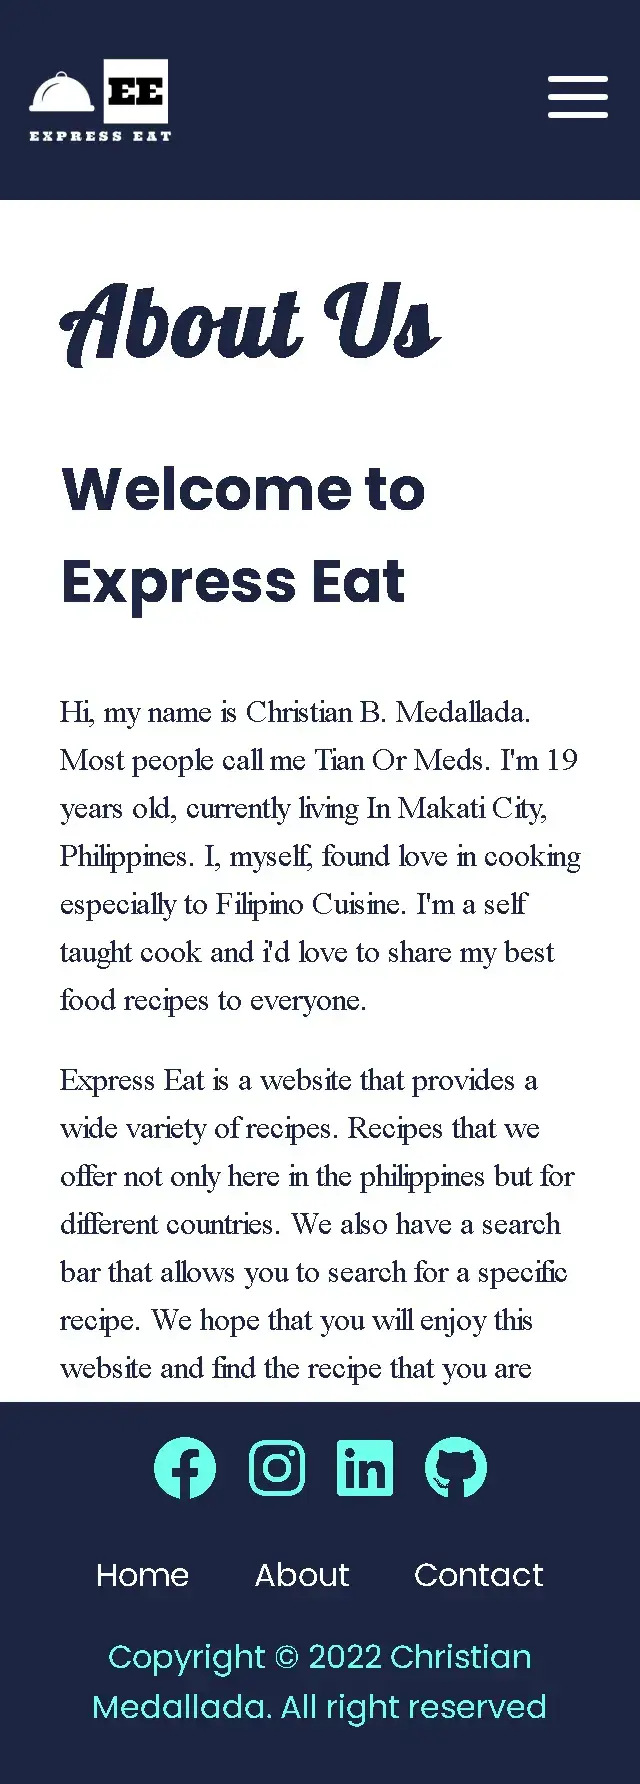 EE
EXPRESS EAT
About Us
Welcome to
Express Eat
Hi, my name is Christian B. Medallada.
Most people call me Tian Or Meds. I'm 19
years old, currently living In Makati City,
Philippines. I, myself, found love in cooking
especially to Filipino Cuisine. I'm a self
taught cook and i'd love to share my best
food recipes to everyone.
Express Eat is a website that provides a
wide variety of recipes. Recipes that we
offer not only here in the philippines but for
different countries. We also have a search
bar that allows you to search for a specific
recipe. We hope that you will enjoy this
website and find the recipe that you are
Home About Contact
Copyright © 2022 Christian
Medallada. All right reserved